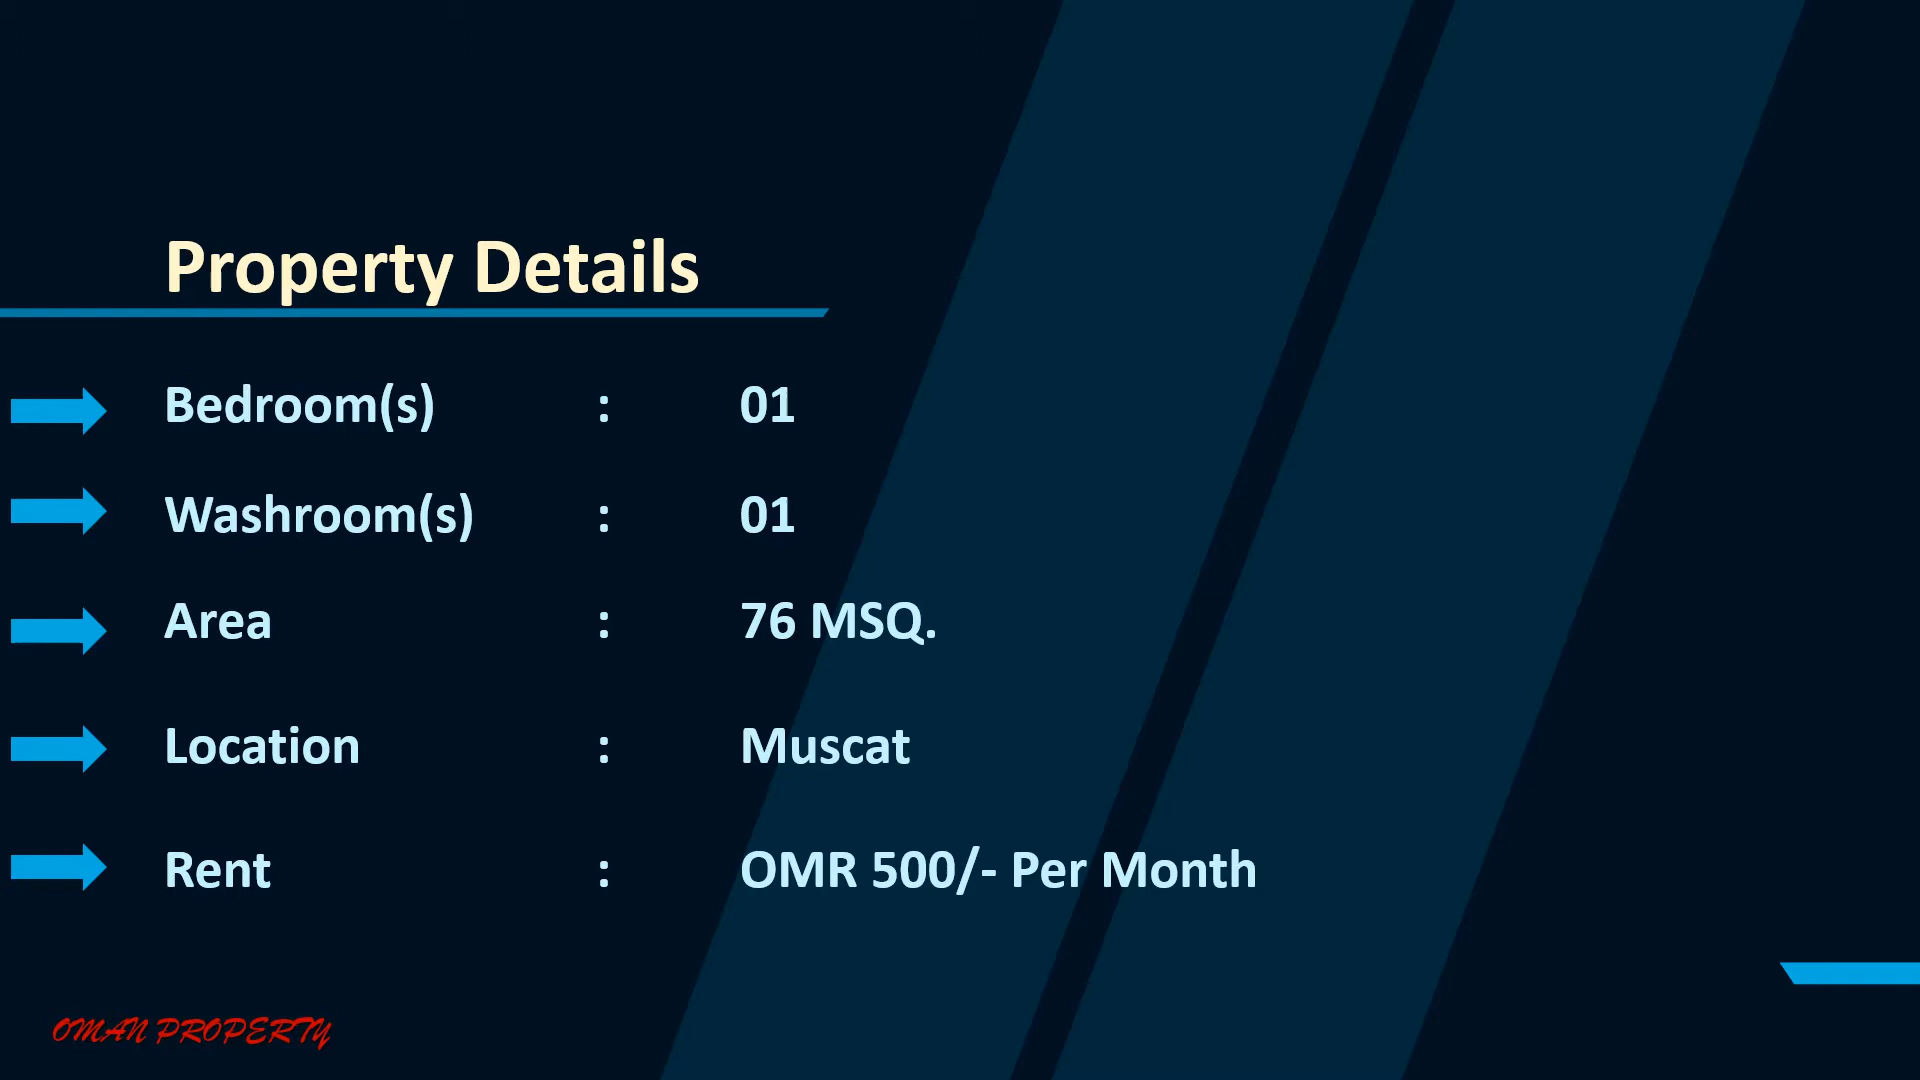 Property Details
Bedroom(s) : 01
Washroom(s) : 01
Area : 76 MSQ.
Location : Muscat
Rent : OMR 500/- Per Month
OMAN PROPERTY